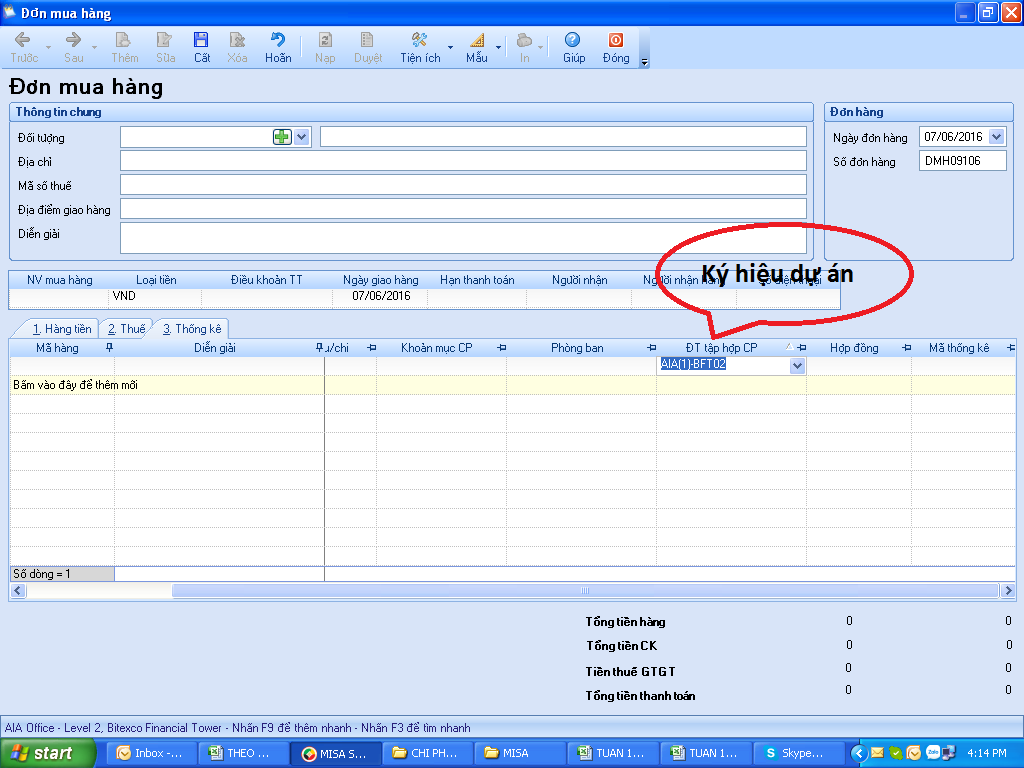 Đơn mua hàng
Trước Sau Thêm Sửa Cất Xóa Hoãn Nạp Duyệt Tiện ích Mẫu In Giúp Đóng
Đơn mua hàng
Thông tin chung
Đối tượng
Địa chỉ
Mã số thuế
Địa điểm giao hàng
Diễn giải
Đơn hàng
Ngày đơn hàng 07/06/2016
Số đơn hàng DMH09106
Ký hiệu dự án
NV mua hàng Loại tiền Điều khoản TT Ngày giao hàng Hạn thanh toán Người nhận Người nhận hàng Số điện thoại
VND 07/06/2016
1. Hàng tiền 2. Thuế 3. Thống kê
Mã hàng Diễn giải u/chi Khoản mục CP Phòng ban ĐT tập hợp CP Hợp đồng Mã thống kê
AIA(1)-BFT02
Bấm vào đây để thêm mới
Số dòng = 1
Tổng tiền hàng 0 0
Tổng tiền CK 0 0
Tiền thuế GTGT 0 0
Tổng tiền thanh toán 0 0
AIA Office - Level 2, Bitexco Financial Tower - Nhấn F9 để thêm nhanh - Nhấn F3 để tìm nhanh
start Inbox -... THEO ... MISA S... CHI PH... MISA TUAN 1... TUAN 1... Skype... Zalo 4:14 PM